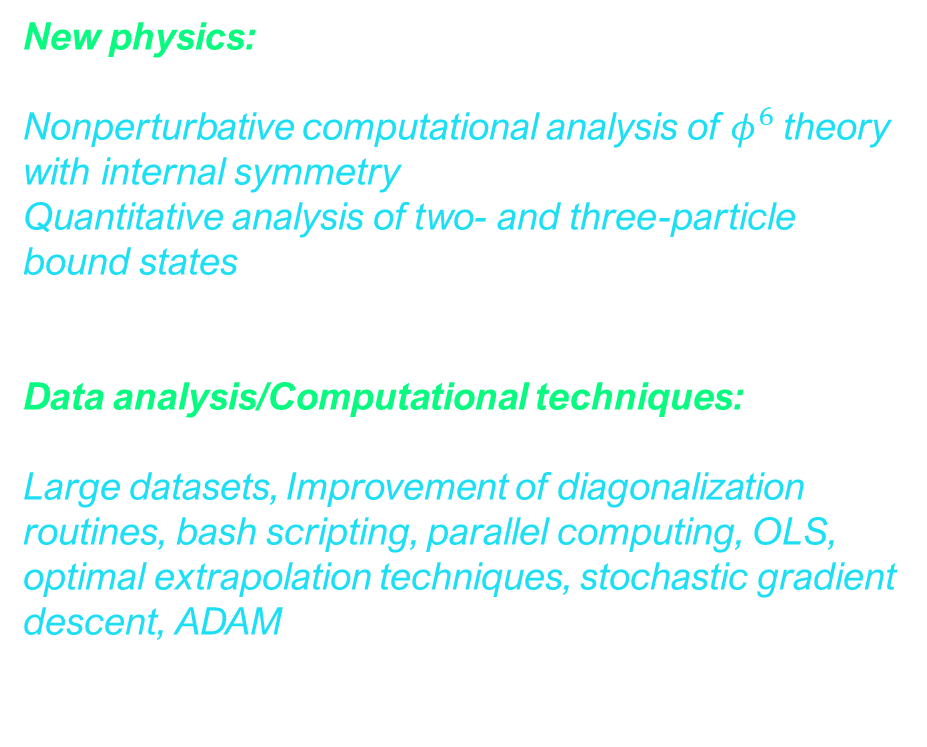 New physics:
Nonperturbative computational analysis of ϕ⁶ theory
with internal symmetry
Quantitative analysis of two- and three-particle
bound states
Data analysis/Computational techniques:
Large datasets, Improvement of diagonalization
routines, bash scripting, parallel computing, OLS,
optimal extrapolation techniques, stochastic gradient
descent, ADAM